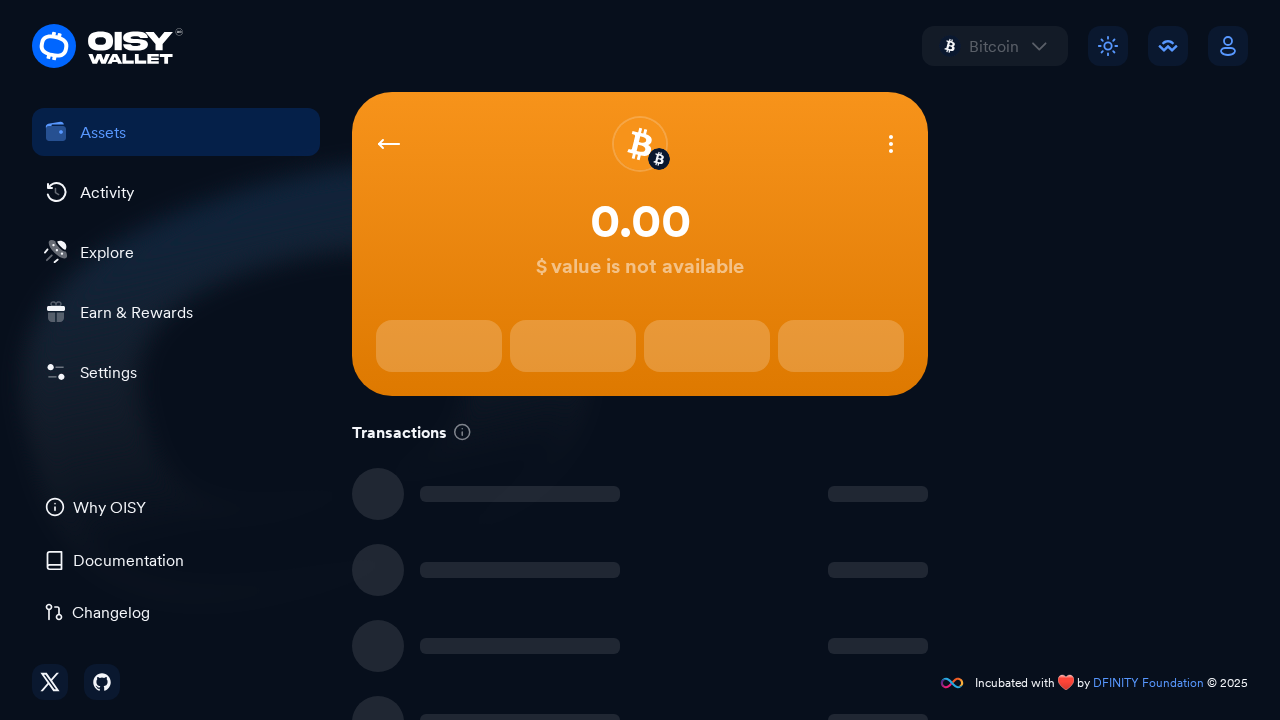 OISY
WALLET
Bitcoin
Assets
Activity
Explore
Earn & Rewards
Settings
Why OISY
Documentation
Changelog
0.00
$ value is not available
Transactions
Incubated with ❤️ by DFINITY Foundation © 2025